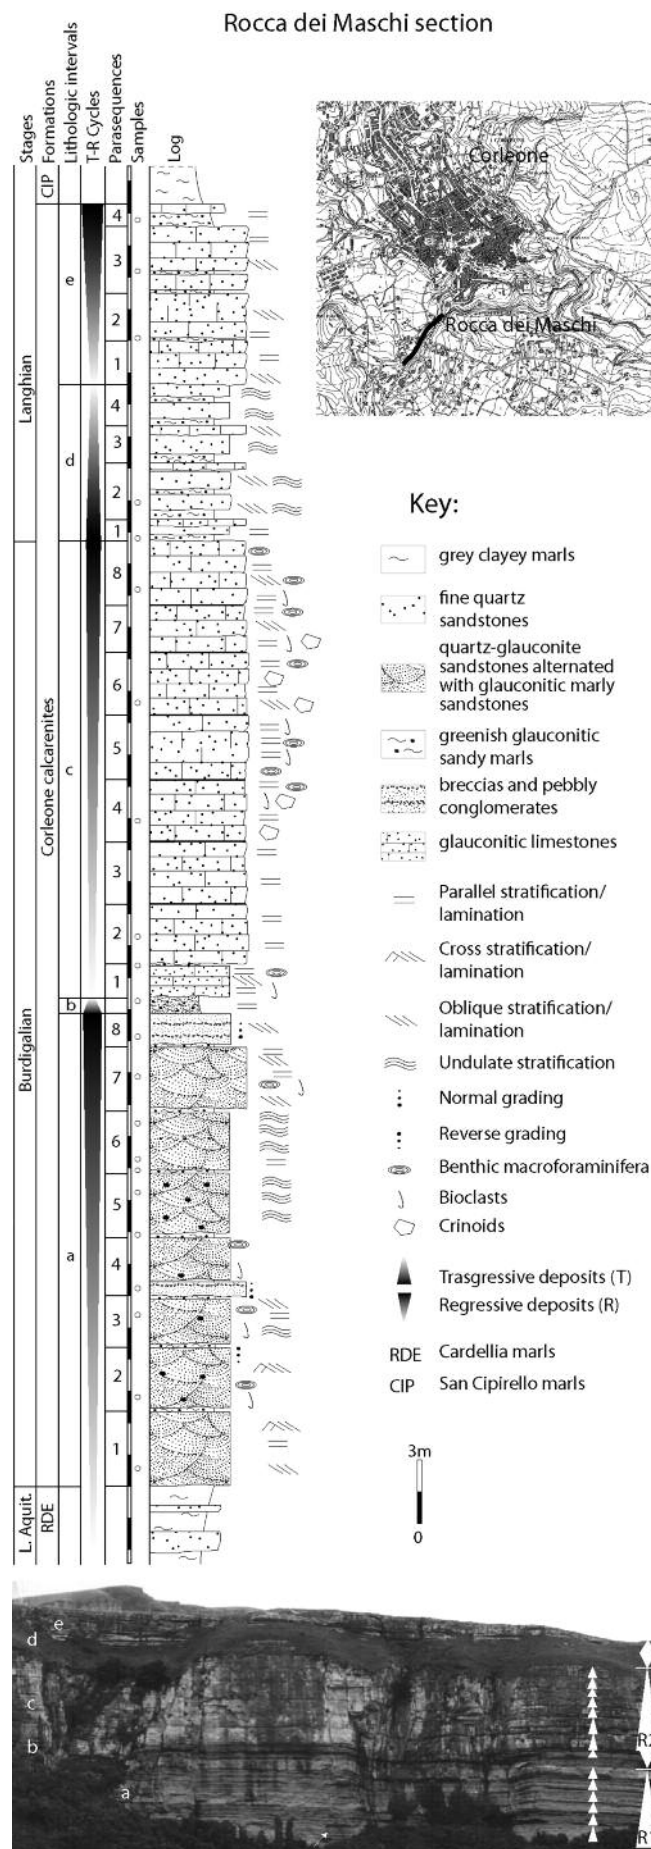 Rocca dei Maschi section
Stages
Formations
Lithologic intervals
T-R Cycles
Parasequences
Samples
Log
CIP
Langhian
Corleone calcarenites
Burdigalian
L. Aquit.
RDE
e
d
c
b
a
4
3
2
1
4
3
2
1
8
7
6
5
4
3
2
1
8
7
6
5
4
3
2
1
Corleone
Rocca dei Maschi
Key:
grey clayey marls
fine quartz
sandstones
quartz-glauconite
sandstones alternated
with glauconitic marly
sandstones
greenish glauconitic
sandy marls
breccias and pebbly
conglomerates
glauconitic limestones
Parallel stratification/
lamination
Cross stratification/
lamination
Oblique stratification/
lamination
Undulate stratification
Normal grading
Reverse grading
Benthic macroforaminifera
Bioclasts
Crinoids
Trasgressive deposits (T)
Regressive deposits (R)
RDE Cardellia marls
CIP San Cipirello marls
3m
0
e
d
c
b
a
R2
R1